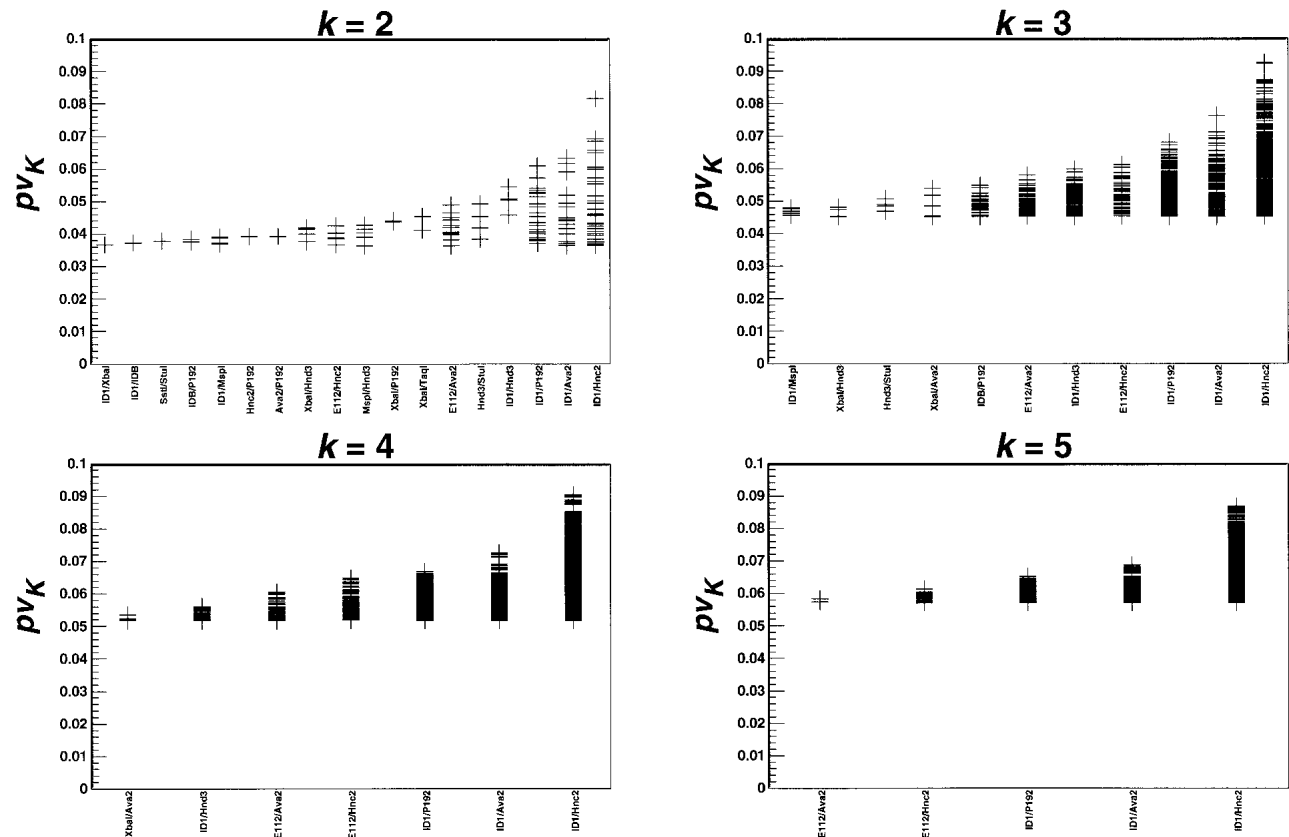 k = 2
pvK
0.1
0.09
0.08
0.07
0.06
0.05
0.04
0.03
0.02
0.01
0
ID1/XbaI
ID1/IDB
SstI/StuI
IDB/P192
ID1/MspI
Hnc2/P192
Ava2/P192
XbaI/Hnd3
E112/Hnc2
MspI/Hnd3
XbaI/P192
XbaI/TaqI
E112/Ava2
Hnd3/StuI
ID1/Hnd3
ID1/P192
ID1/Ava2
ID1/Hnc2
k = 3
pvK
0.1
0.09
0.08
0.07
0.06
0.05
0.04
0.03
0.02
0.01
0
ID1/MspI
XbaI/Hnd3
Hnd3/StuI
XbaI/Ava2
IDB/P192
E112/Ava2
ID1/Hnd3
E112/Hnc2
ID1/P192
ID1/Ava2
ID1/Hnc2
k = 4
pvK
0.1
0.09
0.08
0.07
0.06
0.05
0.04
0.03
0.02
0.01
0
XbaI/Ava2
ID1/Hnd3
E112/Ava2
E112/Hnc2
ID1/P192
ID1/Ava2
ID1/Hnc2
k = 5
pvK
0.1
0.09
0.08
0.07
0.06
0.05
0.04
0.03
0.02
0.01
0
E112/Ava2
E112/Hnc2
ID1/P192
ID1/Ava2
ID1/Hnc2